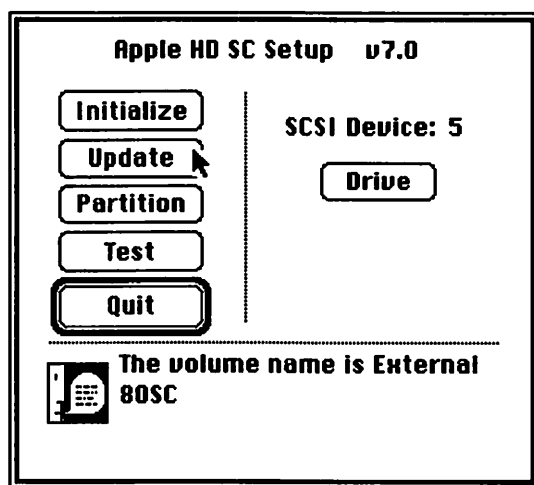 Apple HD SC Setup v7.0
Initialize
Update
Partition
Test
Quit
SCSI Device: 5
Drive
The volume name is External
80SC